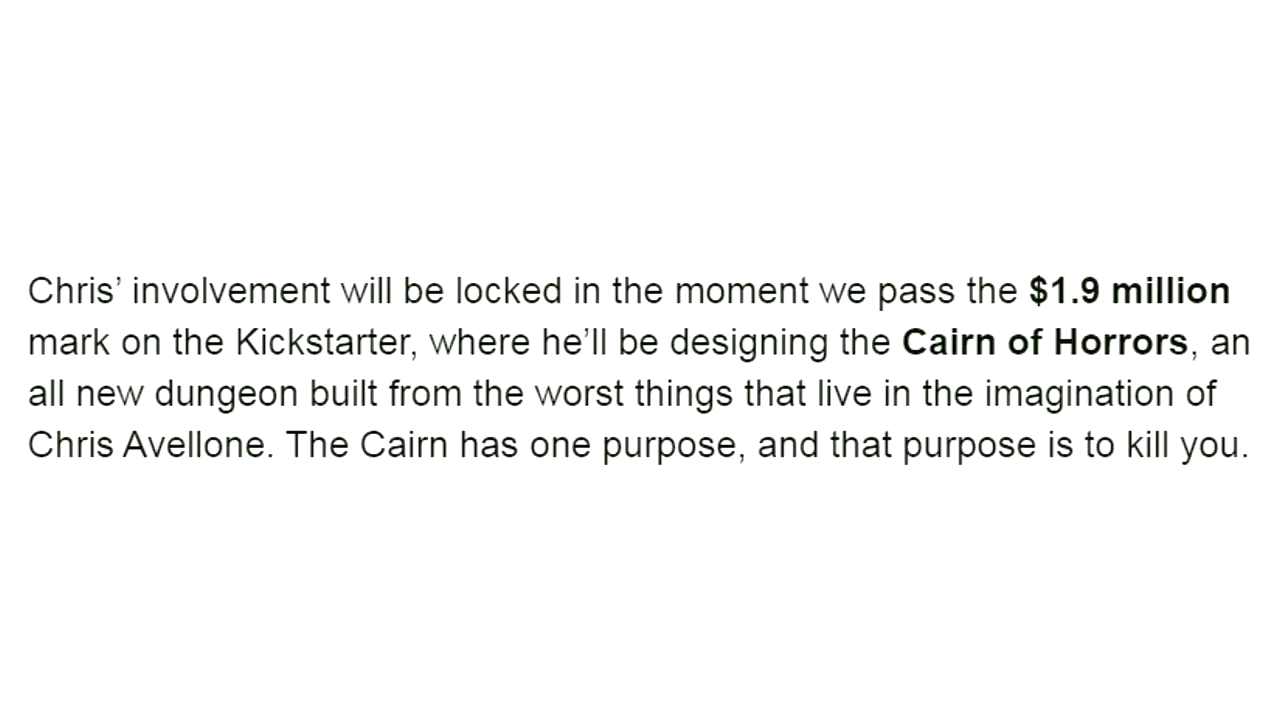 Chris’ involvement will be locked in the moment we pass the $1.9 million
mark on the Kickstarter, where he’ll be designing the Cairn of Horrors, an
all new dungeon built from the worst things that live in the imagination of
Chris Avellone. The Cairn has one purpose, and that purpose is to kill you.